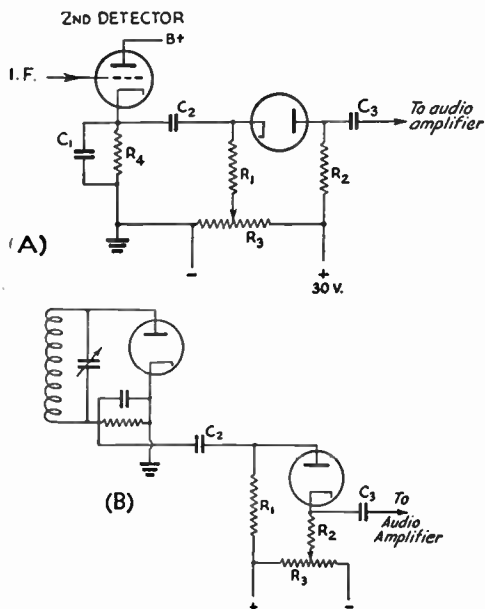 2ND DETECTOR
B+
I.F.
C2
C3
To audio
amplifier
C1
R4
R1
R2
R3
(A)
-
+
30 V.
C2
(B)
C3
To
Audio
Amplifier
R1
R2
R3
+
-